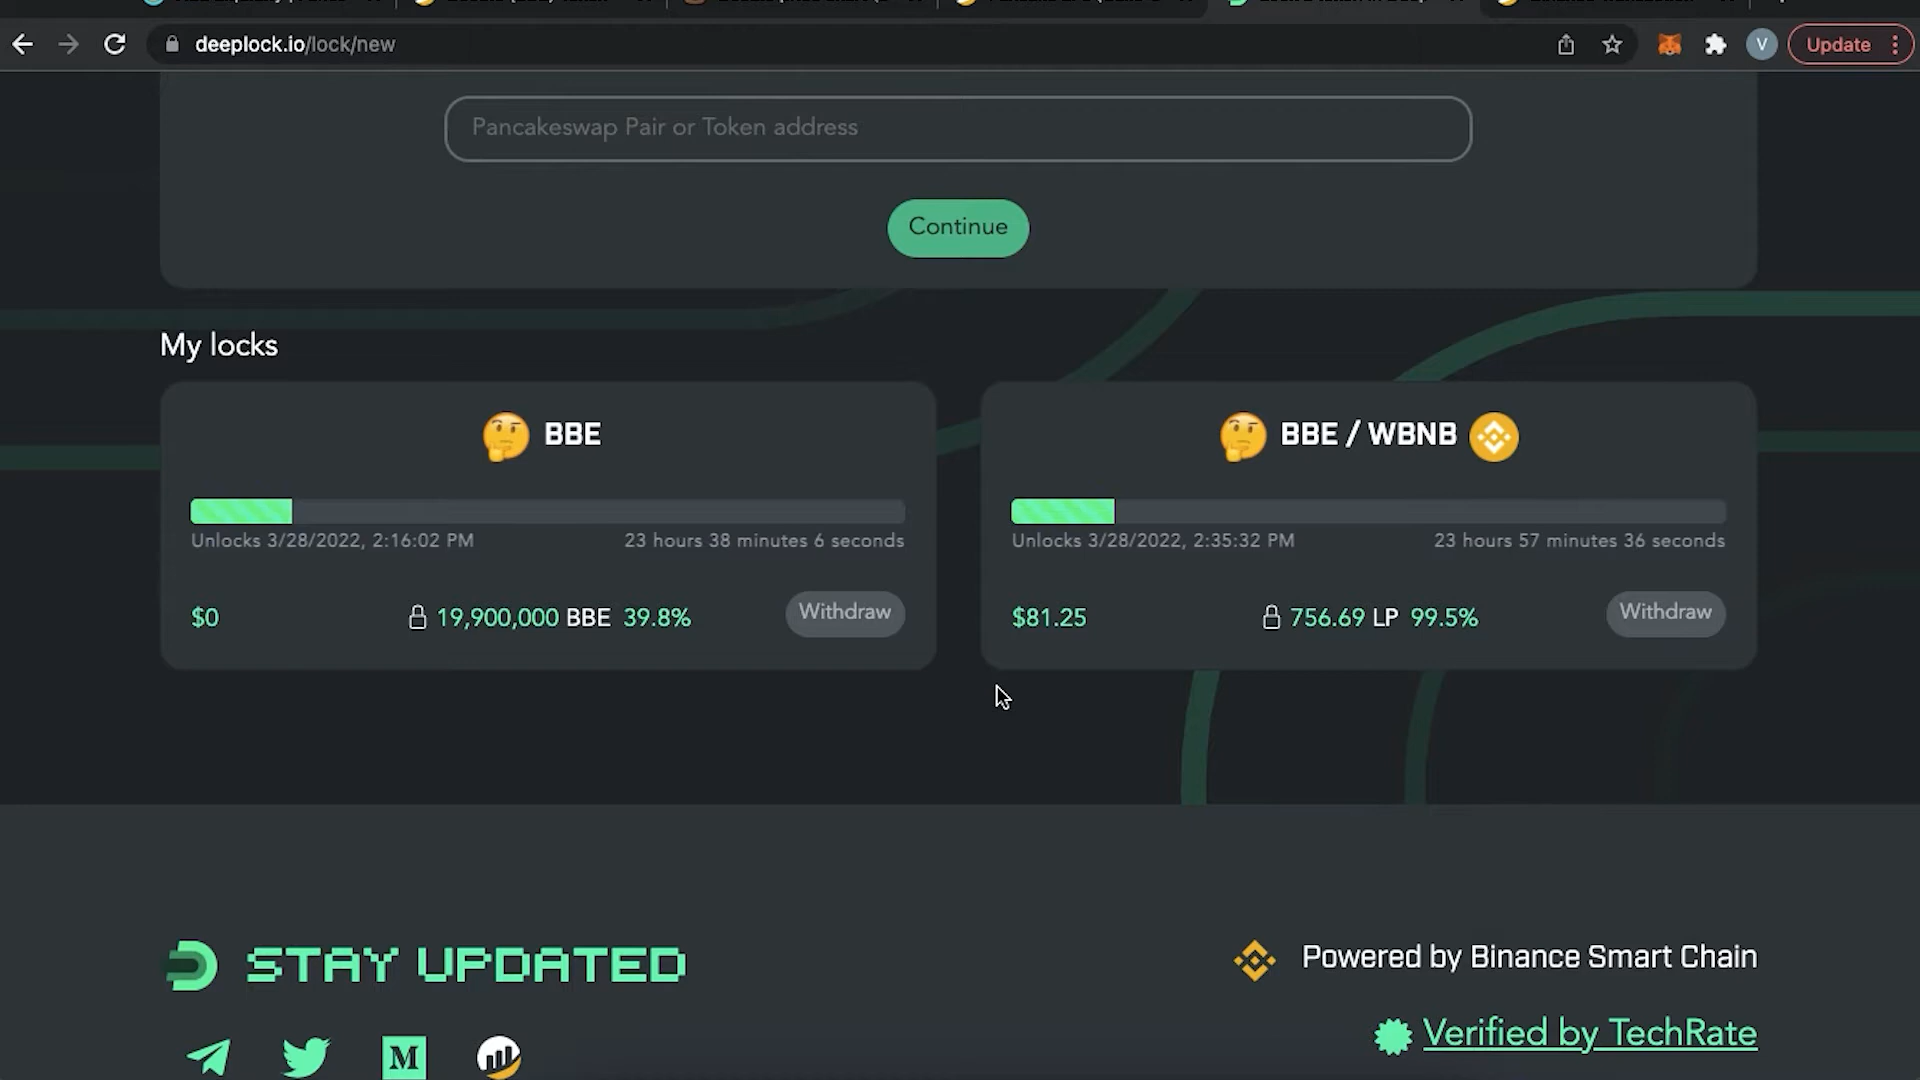 deeplock.io/lock/new
V
Update
Pancakeswap Pair or Token address
Continue
My locks
BBE
Unlocks 3/28/2022, 2:16:02 PM
23 hours 38 minutes 6 seconds
$0
19,900,000 BBE 39.8%
Withdraw
BBE / WBNB
Unlocks 3/28/2022, 2:35:32 PM
23 hours 57 minutes 36 seconds
$81.25
756.69 LP 99.5%
Withdraw
STAY UPDATED
Powered by Binance Smart Chain
Verified by TechRate
M